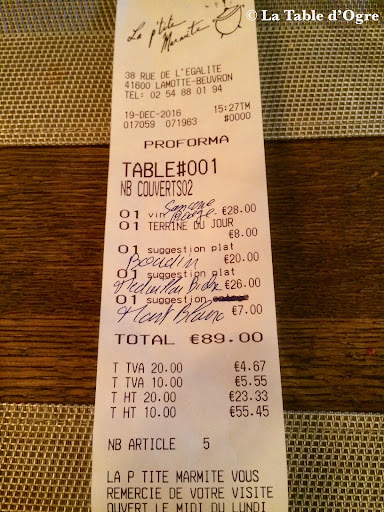 © La Table d'Ogre
La p'tite
Marmite
38 RUE DE L'EGALITE
41600 LAMOTTE-BEUVRON
TEL: 02 54 88 01 94
19-DEC-2016 15:27TM
017059 071963 #0000
PROFORMA
TABLE#001
NB COUVERTS02
01 vin €28.00
01 TERRINE DU JOUR
€8.00
01 suggestion plat
Boudin €20.00
01 suggestion plat
€26.00
01 suggestion
Mont Blanc €7.00
TOTAL €89.00
T TVA 20.00 €4.67
T TVA 10.00 €5.55
T HT 20.00 €23.33
T HT 10.00 €55.45
NB ARTICLE 5
LA P TITE MARMITE VOUS
REMERCIE DE VOTRE VISITE
OUVERT LE MIDI DU LUNDI